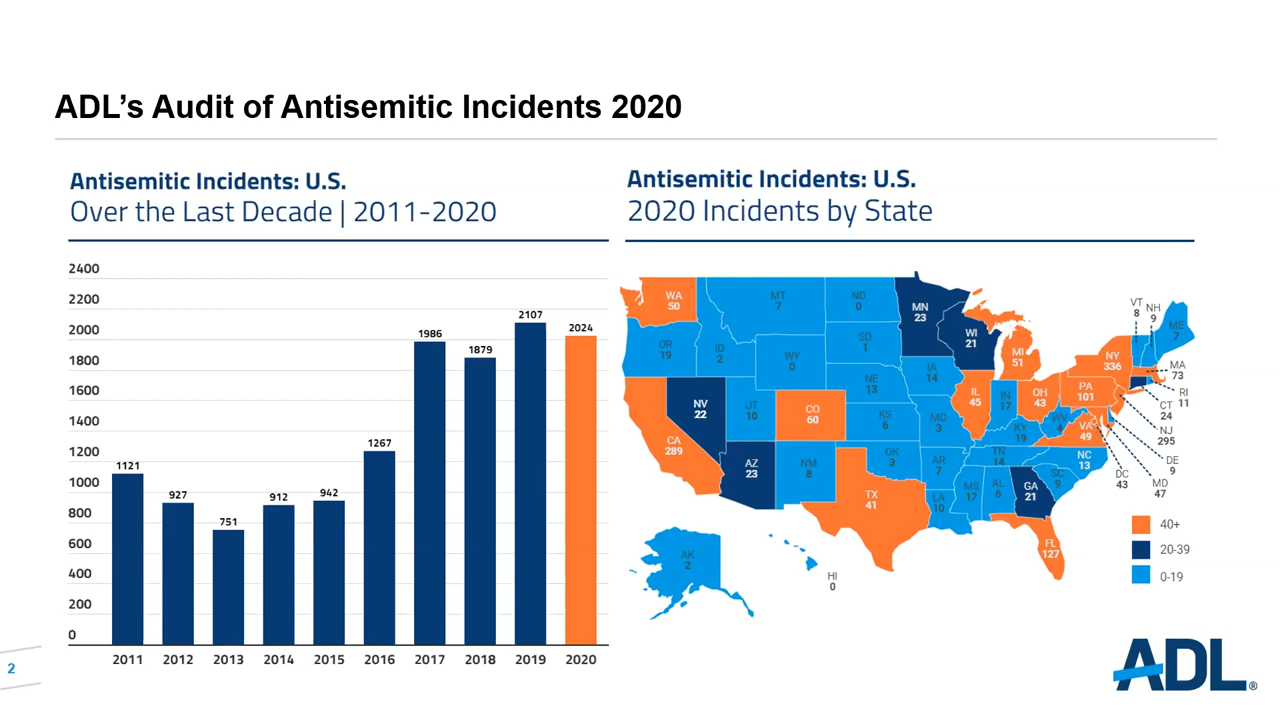 ADL’s Audit of Antisemitic Incidents 2020
Antisemitic Incidents: U.S.
Over the Last Decade | 2011-2020
2400
2200
2000
1800
1600
1400
1200
1000
800
600
400
200
0
1121
927
751
912
942
1267
1986
1879
2107
2024
2011
2012
2013
2014
2015
2016
2017
2018
2019
2020
Antisemitic Incidents: U.S.
2020 Incidents by State
WA
50
MT
7
ND
0
MN
23
VT
8
NH
9
ME
7
OR
19
ID
2
WY
0
SD
1
WI
21
MI
51
NY
336
MA
73
RI
11
CT
24
NJ
295
DE
9
MD
47
DC
43
NV
22
UT
10
CO
60
NE
13
IA
14
IL
45
IN
17
OH
43
PA
101
CA
289
KS
6
MO
3
KY
19
WV
4
VA
49
AZ
23
NM
8
OK
3
AR
7
TN
14
NC
13
SC
9
TX
41
LA
10
MS
17
AL
6
GA
21
FL
127
AK
2
HI
0
40+
20-39
0-19
2
ADL®